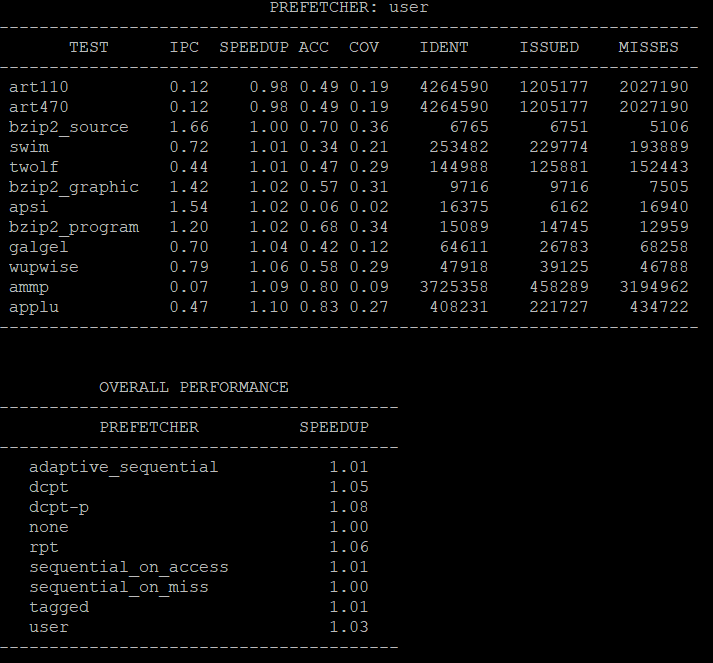 PREFETCHER: user
TEST IPC SPEEDUP ACC COV IDENT ISSUED MISSES
art110 0.12 0.98 0.49 0.19 4264590 1205177 2027190
art470 0.12 0.98 0.49 0.19 4264590 1205177 2027190
bzip2_source 1.66 1.00 0.70 0.36 6765 6751 5106
swim 0.72 1.01 0.34 0.21 253482 229774 193889
twolf 0.44 1.01 0.47 0.29 144988 125881 152443
bzip2_graphic 1.42 1.02 0.57 0.31 9716 9716 7505
apsi 1.54 1.02 0.06 0.02 16375 6162 16940
bzip2_program 1.20 1.02 0.68 0.34 15089 14745 12959
galgel 0.70 1.04 0.42 0.12 64611 26783 68258
wupwise 0.79 1.06 0.58 0.29 47918 39125 46788
ammp 0.07 1.09 0.80 0.09 3725358 458289 3194962
applu 0.47 1.10 0.83 0.27 408231 221727 434722
OVERALL PERFORMANCE
PREFETCHER SPEEDUP
adaptive_sequential 1.01
dcpt 1.05
dcpt-p 1.08
none 1.00
rpt 1.06
sequential_on_access 1.01
sequential_on_miss 1.00
tagged 1.01
user 1.03